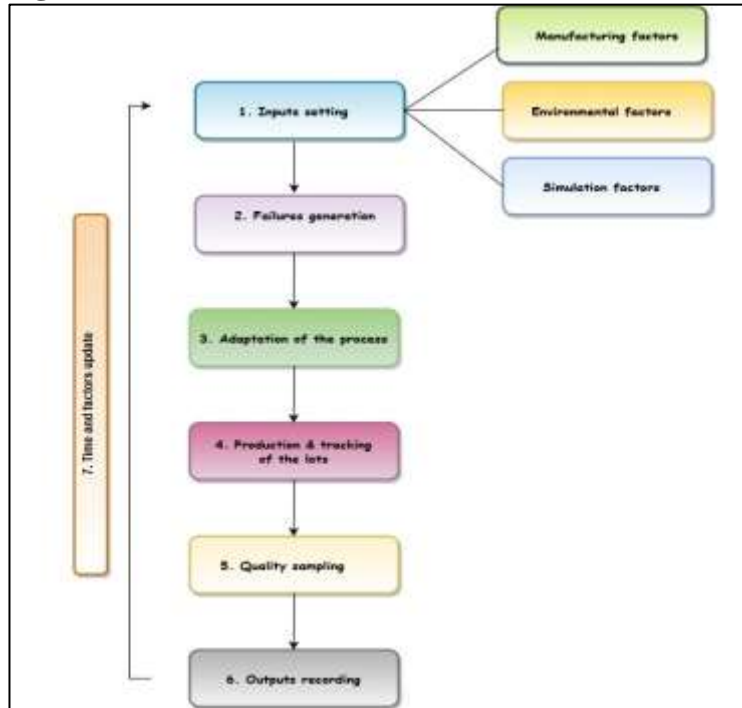 Manufacturing factors
1. Inputs setting
Environmental factors
Simulation factors
2. Failures generation
3. Adaptation of the process
4. Production & tracking
of the lots
5. Quality sampling
6. Outputs recording
7. Time and factors update